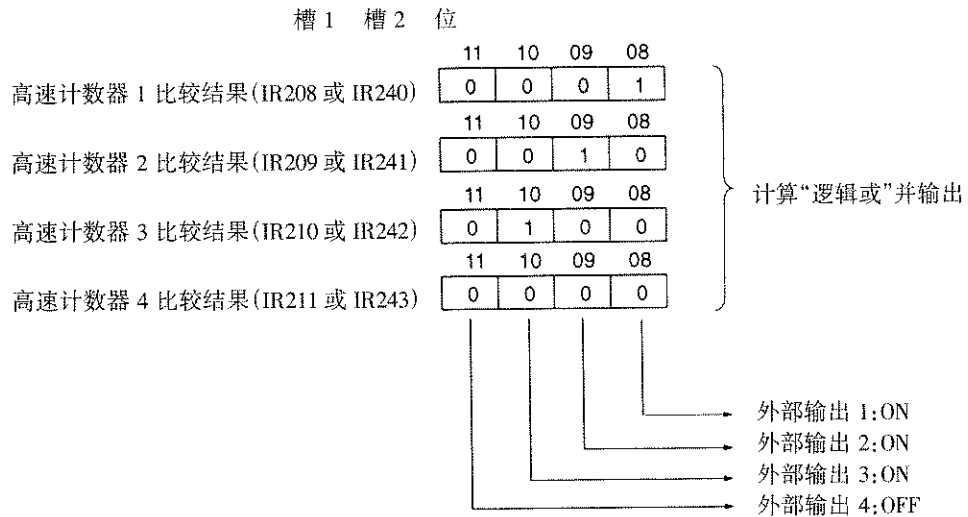 槽 1 槽 2 位
11 10 09 08
高速计数器 1 比较结果(IR208 或 IR240) 0 0 0 1
11 10 09 08
高速计数器 2 比较结果(IR209 或 IR241) 0 0 1 0
计算“逻辑或”并输出
11 10 09 08
高速计数器 3 比较结果(IR210 或 IR242) 0 1 0 0
11 10 09 08
高速计数器 4 比较结果(IR211 或 IR243) 0 0 0 0
外部输出 1:ON
外部输出 2:ON
外部输出 3:ON
外部输出 4:OFF